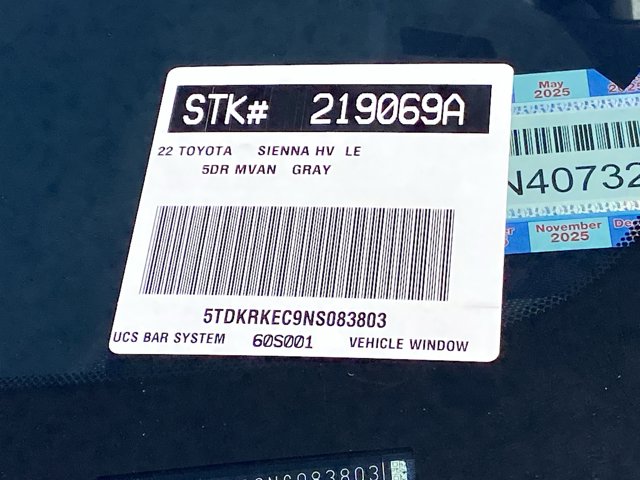 STK# 219069A
22 TOYOTA SIENNA HV LE
5DR MVAN GRAY
5TDKRKEC9NS083803
UCS BAR SYSTEM 60S001 VEHICLE WINDOW
May
2025
N40732
November
2025
083803